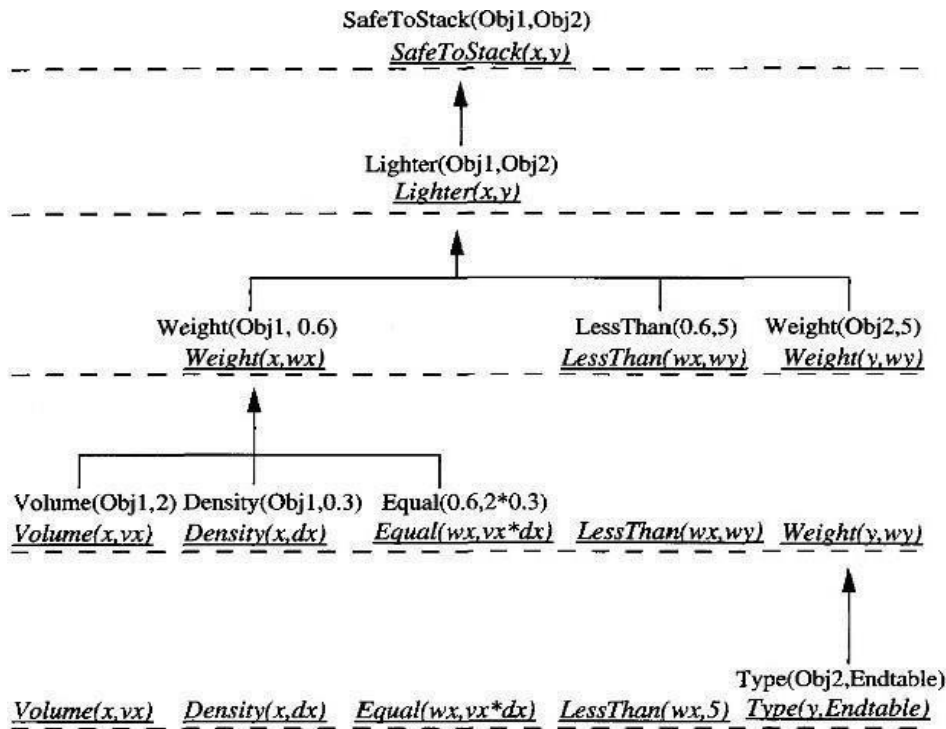 SafeToStack(Obj1,Obj2)
SafeToStack(x,y)
Lighter(Obj1,Obj2)
Lighter(x,y)
Weight(Obj1, 0.6) LessThan(0.6,5) Weight(Obj2,5)
Weight(x,wx) LessThan(wx,wy) Weight(y,wy)
Volume(Obj1,2) Density(Obj1,0.3) Equal(0.6,2*0.3)
Volume(x,vx) Density(x,dx) Equal(wx,vx*dx) LessThan(wx,wy) Weight(y,wy)
Type(Obj2,Endtable)
Volume(x,vx) Density(x,dx) Equal(wx,vx*dx) LessThan(wx,5) Type(y,Endtable)